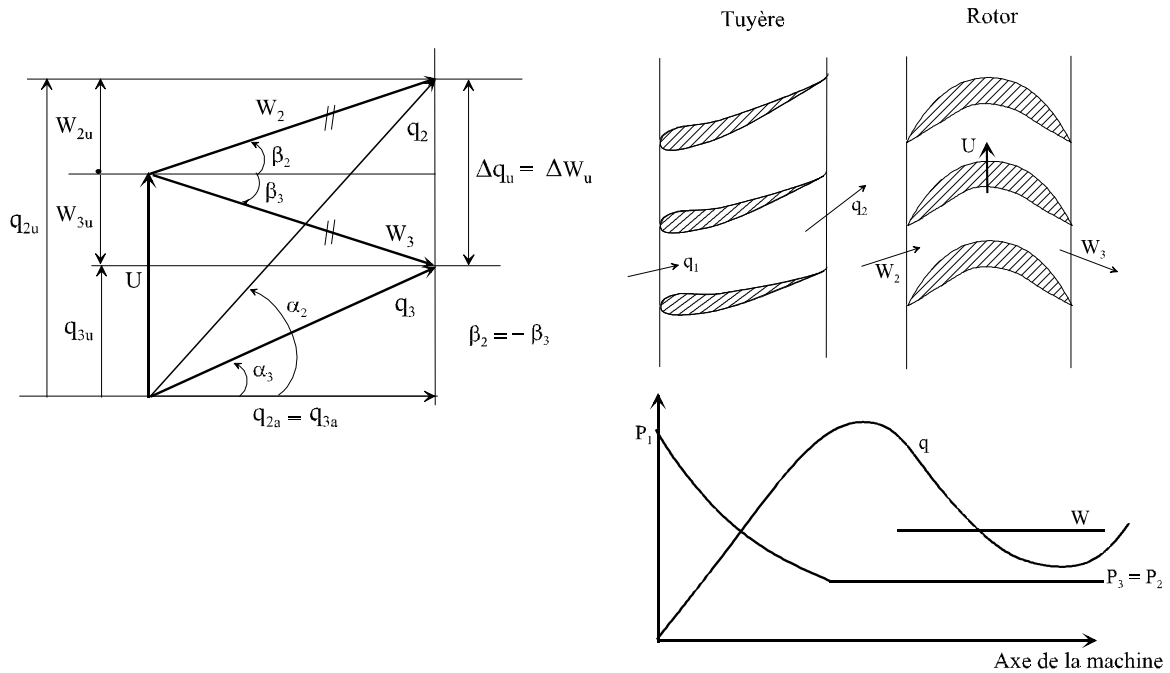 W₂
q₂
W₂ᵤ
β₂
Δqᵤ = ΔWᵤ
β₃
q₂ᵤ
W₃ᵤ
W₃
U
q₃
α₂
q₃ᵤ
β₂ = - β₃
α₃
q₂ₐ = q₃ₐ
Tuyère
Rotor
U
q₂
q₁
W₂
W₃
P₁
q
W
P₃ = P₂
Axe de la machine